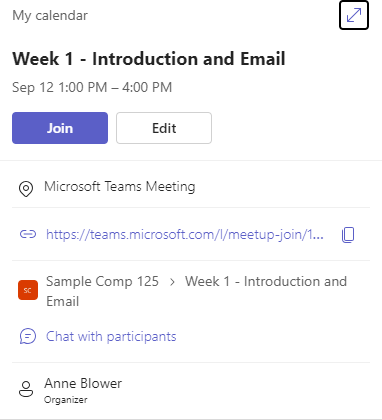 My calendar
Week 1 - Introduction and Email
Sep 12 1:00 PM – 4:00 PM
Join
Edit
Microsoft Teams Meeting
https://teams.microsoft.com/l/meetup-join/1...
SC
Sample Comp 125 > Week 1 - Introduction and
Email
Chat with participants
Anne Blower
Organizer